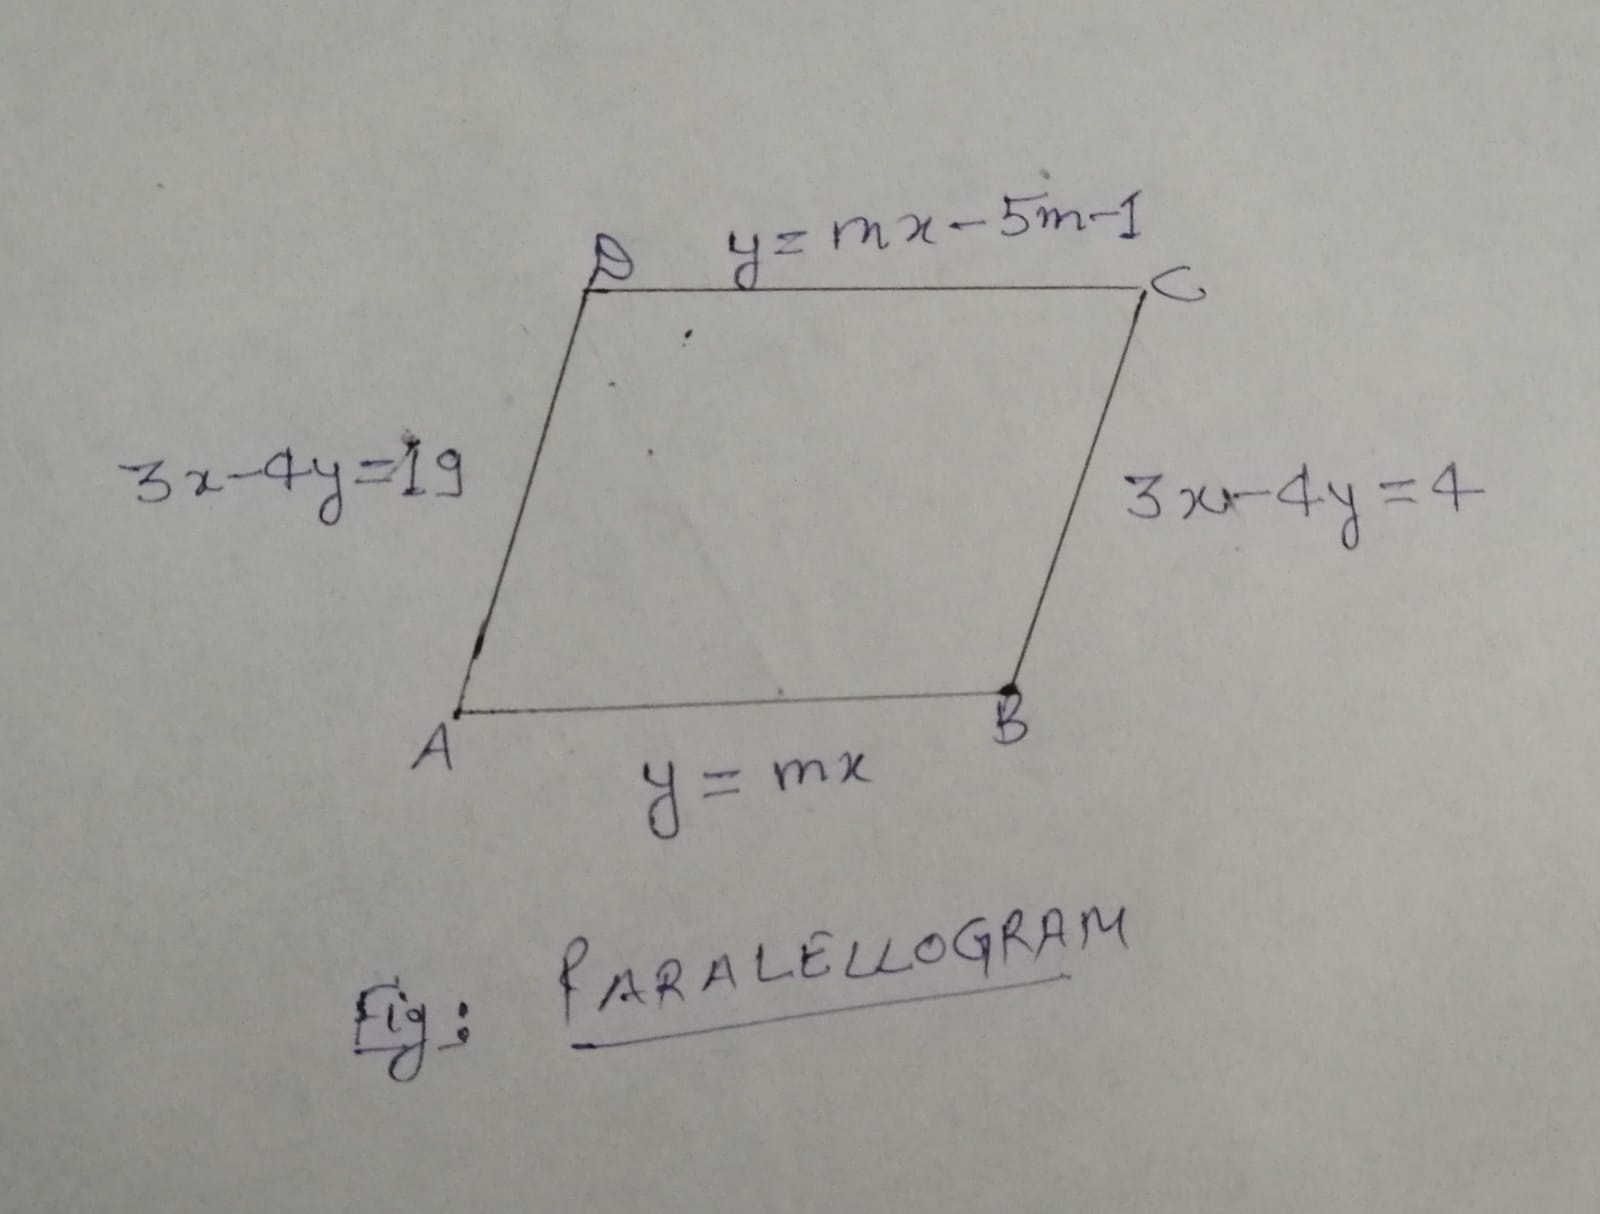 D y = mx - 5m - 1
C
3x - 4y = 19
3x - 4y = 4
A
B
y = mx
Fig: PARALELLOGRAM